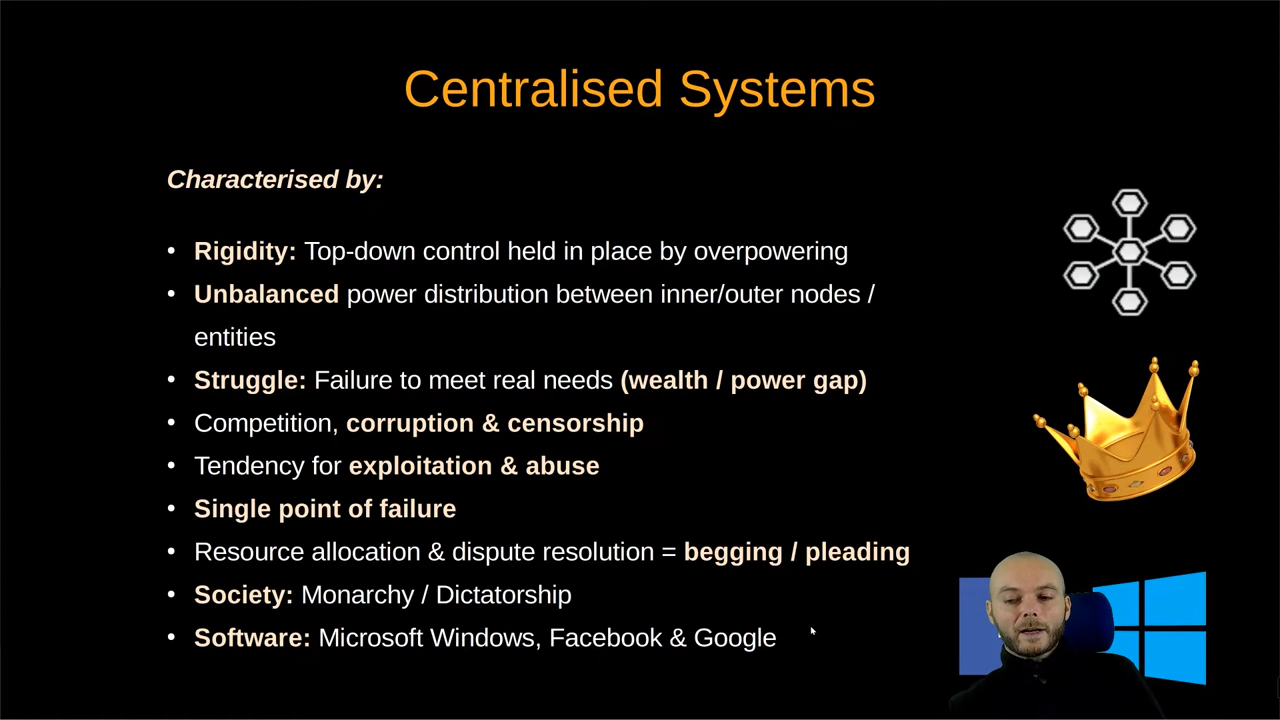 Centralised Systems
Characterised by:
• Rigidity: Top-down control held in place by overpowering
• Unbalanced power distribution between inner/outer nodes /
entities
• Struggle: Failure to meet real needs (wealth / power gap)
• Competition, corruption & censorship
• Tendency for exploitation & abuse
• Single point of failure
• Resource allocation & dispute resolution = begging / pleading
• Society: Monarchy / Dictatorship
• Software: Microsoft Windows, Facebook & Google